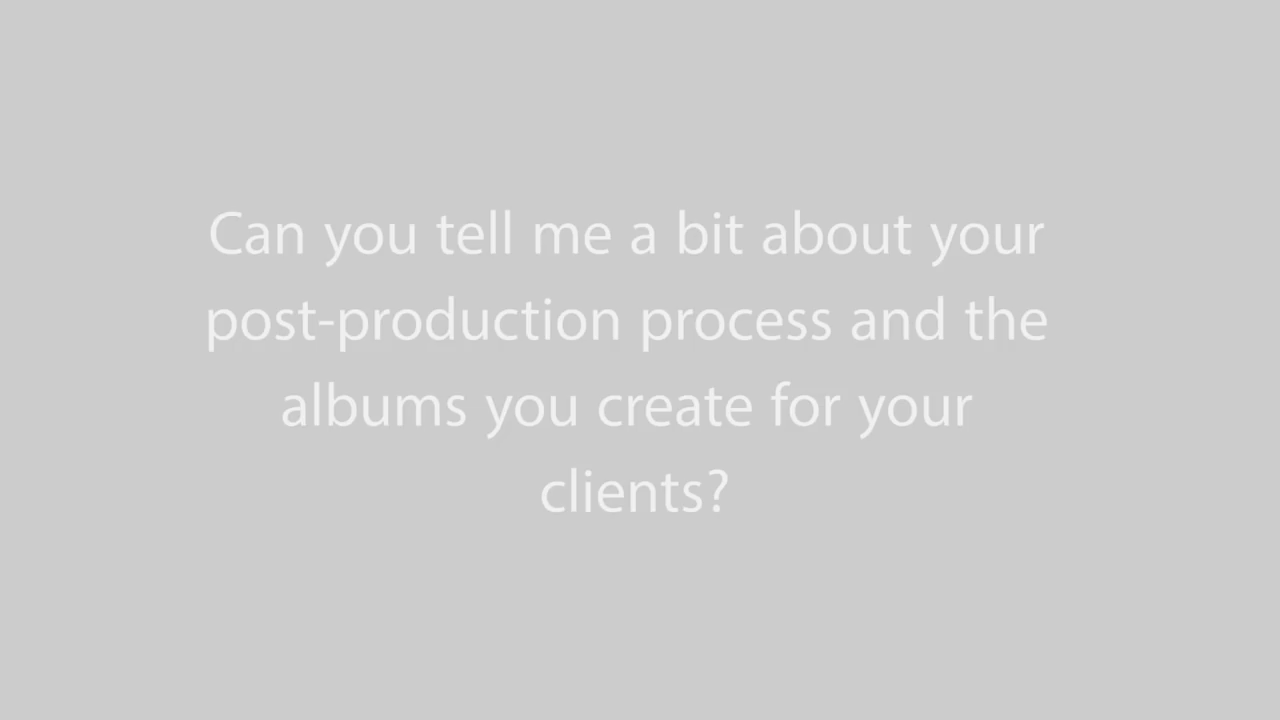 Can you tell me a bit about your
post-production process and the
albums you create for your
clients?